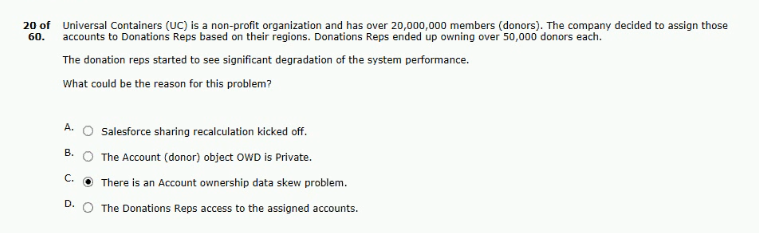 20 of Universal Containers (UC) is a non-profit organization and has over 20,000,000 members (donors). The company decided to assign those
60. accounts to Donations Reps based on their regions. Donations Reps ended up owning over 50,000 donors each.
The donation reps started to see significant degradation of the system performance.
What could be the reason for this problem?
A. Salesforce sharing recalculation kicked off.
B. The Account (donor) object OWD is Private.
C. There is an Account ownership data skew problem.
D. The Donations Reps access to the assigned accounts.